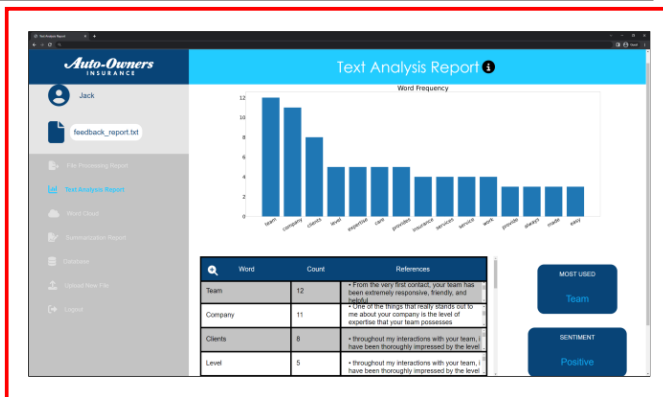 Text Analysis Report
Auto-Owners
INSURANCE
Text Analysis Report
Jack
feedback_report.txt
File Processing Report
Text Analysis Report
Word Cloud
Summarization Report
Database
Upload New File
Logout
Word Frequency
12
10
8
6
4
2
0
team
company
clients
level
expertise
care
provides
insurance
services
service
work
provide
always
made
easy
Word Count References
Team 12 • From the very first contact, your team has
been extremely responsive, friendly, and
helpful
Company 11 • One of the things that really stands out to
me about your company is the level of
expertise that your team possesses
Clients 8 • throughout my interactions with your team, i
have been thoroughly impressed by the level
Level 5 • throughout my interactions with your team, i
have been thoroughly impressed by the level
MOST USED
Team
SENTIMENT
Positive